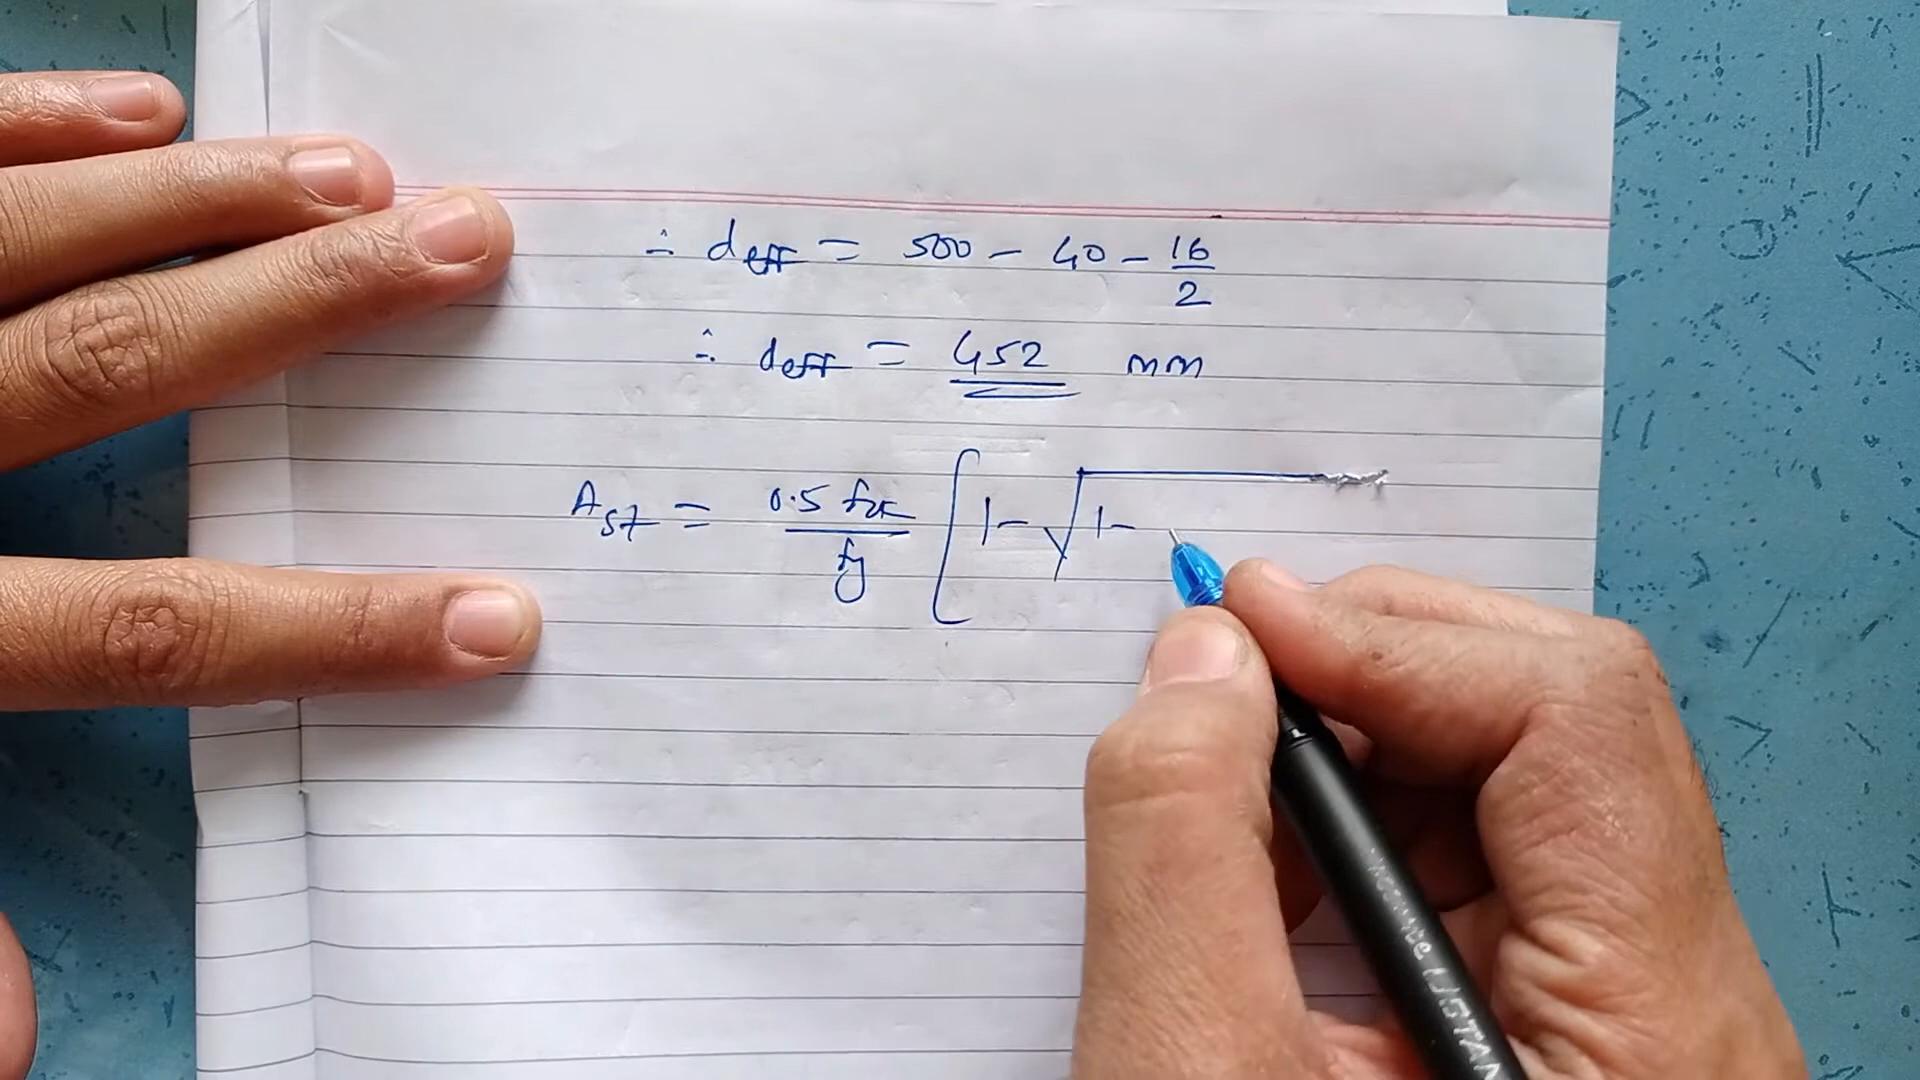 ∴ deff = 500 - 40 - 16/2
∴ deff = 452 mm
Ast = 0.5 fck/fy [1-√1-